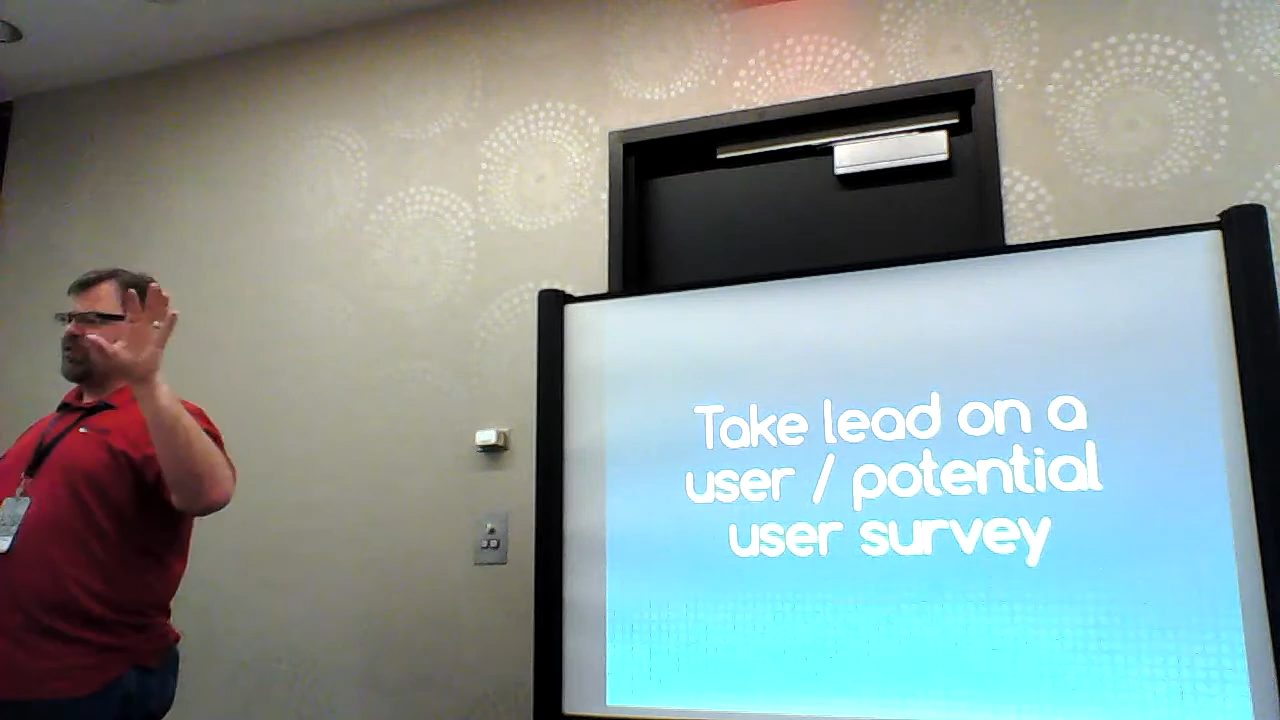 Take lead on a
user / potential
user survey